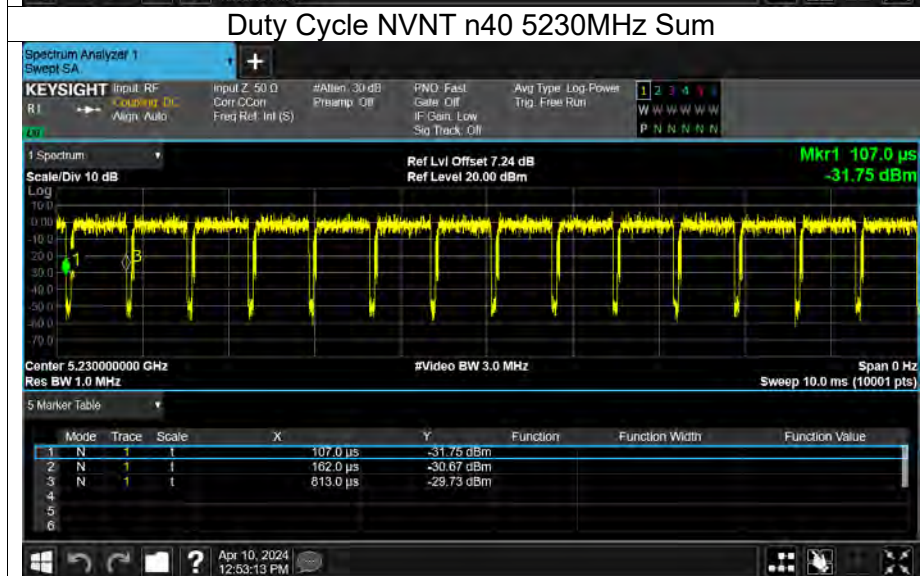 Duty Cycle NVNT n40 5230MHz Sum
Spectrum Analyzer 1
Swept SA
+
KEYSIGHT Input: RF Input Z: 50 Ω #Atten: 30 dB PNO: Fast Avg Type: Log-Power 1 2 3 4 5 6
R L Coupling: DC Corr CCorr Preamp: Off Gate: Off Trig: Free Run W W W W W W
Align: Auto Freq Ref: Int (S) IF Gain: Low
Sig Track: Off P N N N N N
1 Spectrum Ref Lvl Offset 7.24 dB Mkr1 107.0 µs
Scale/Div 10 dB Ref Level 20.00 dBm -31.75 dBm
Log
10.0
0.00
-10.0
-20.0
-30.0
-40.0
-50.0
-60.0
-70.0
1
3
Center 5.230000000 GHz #Video BW 3.0 MHz Span 0 Hz
Res BW 1.0 MHz Sweep 10.0 ms (10001 pts)
5 Marker Table
Mode Trace Scale X Y Function Function Width Function Value
1 N 1 t 107.0 µs -31.75 dBm
2 N 1 t 162.0 µs -30.67 dBm
3 N 1 t 813.0 µs -29.73 dBm
4
5
6
? Apr 10, 2024
12:53:13 PM